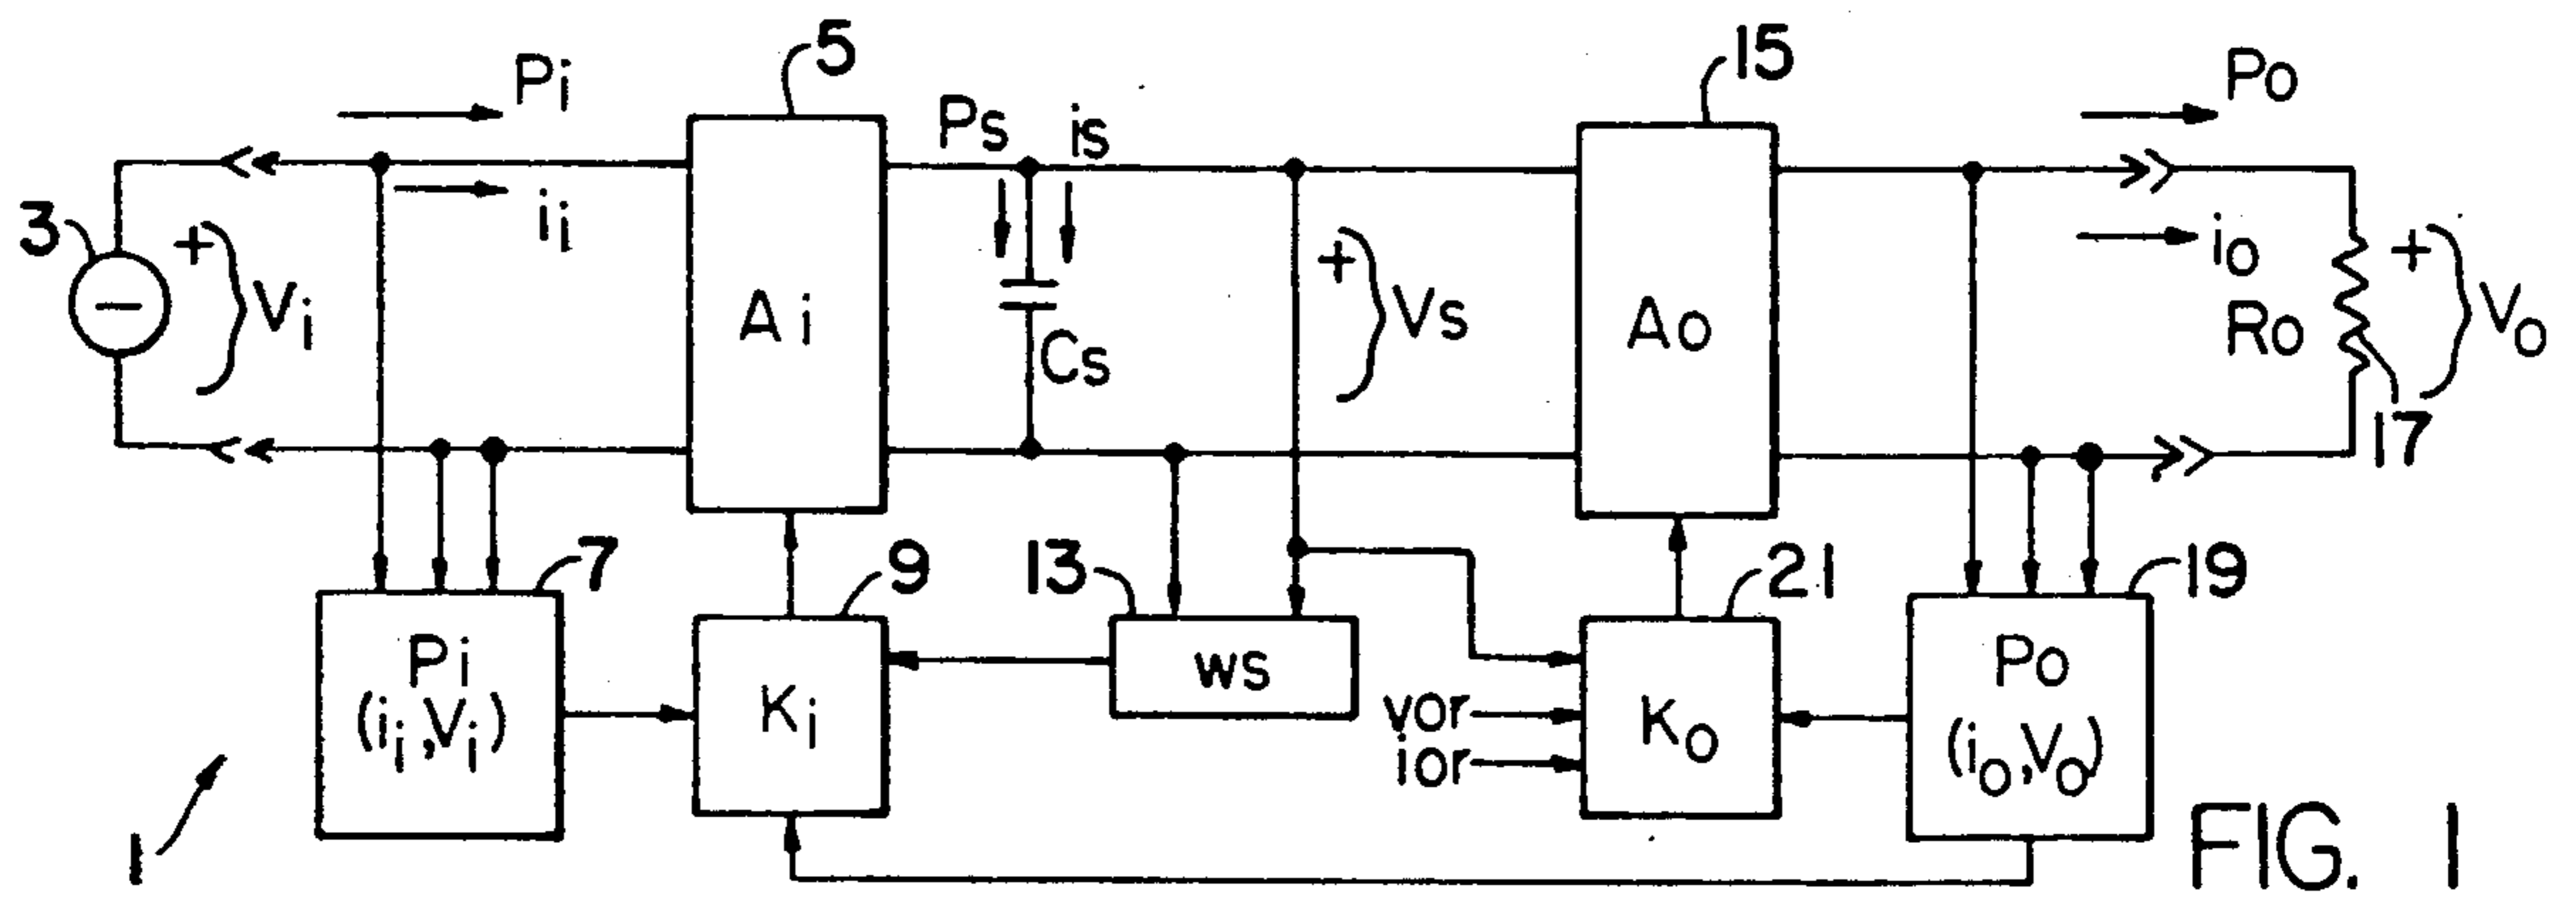 5
15
Pi
Ps
is
Po
ii
io
3
+
Vi
Ai
Cs
+
Vs
Ao
Ro
+
Vo
17
7
9
13
21
19
Pi
(ii,Vi)
Ki
ws
vor
ior
Ko
Po
(io,Vo)
1
FIG. 1